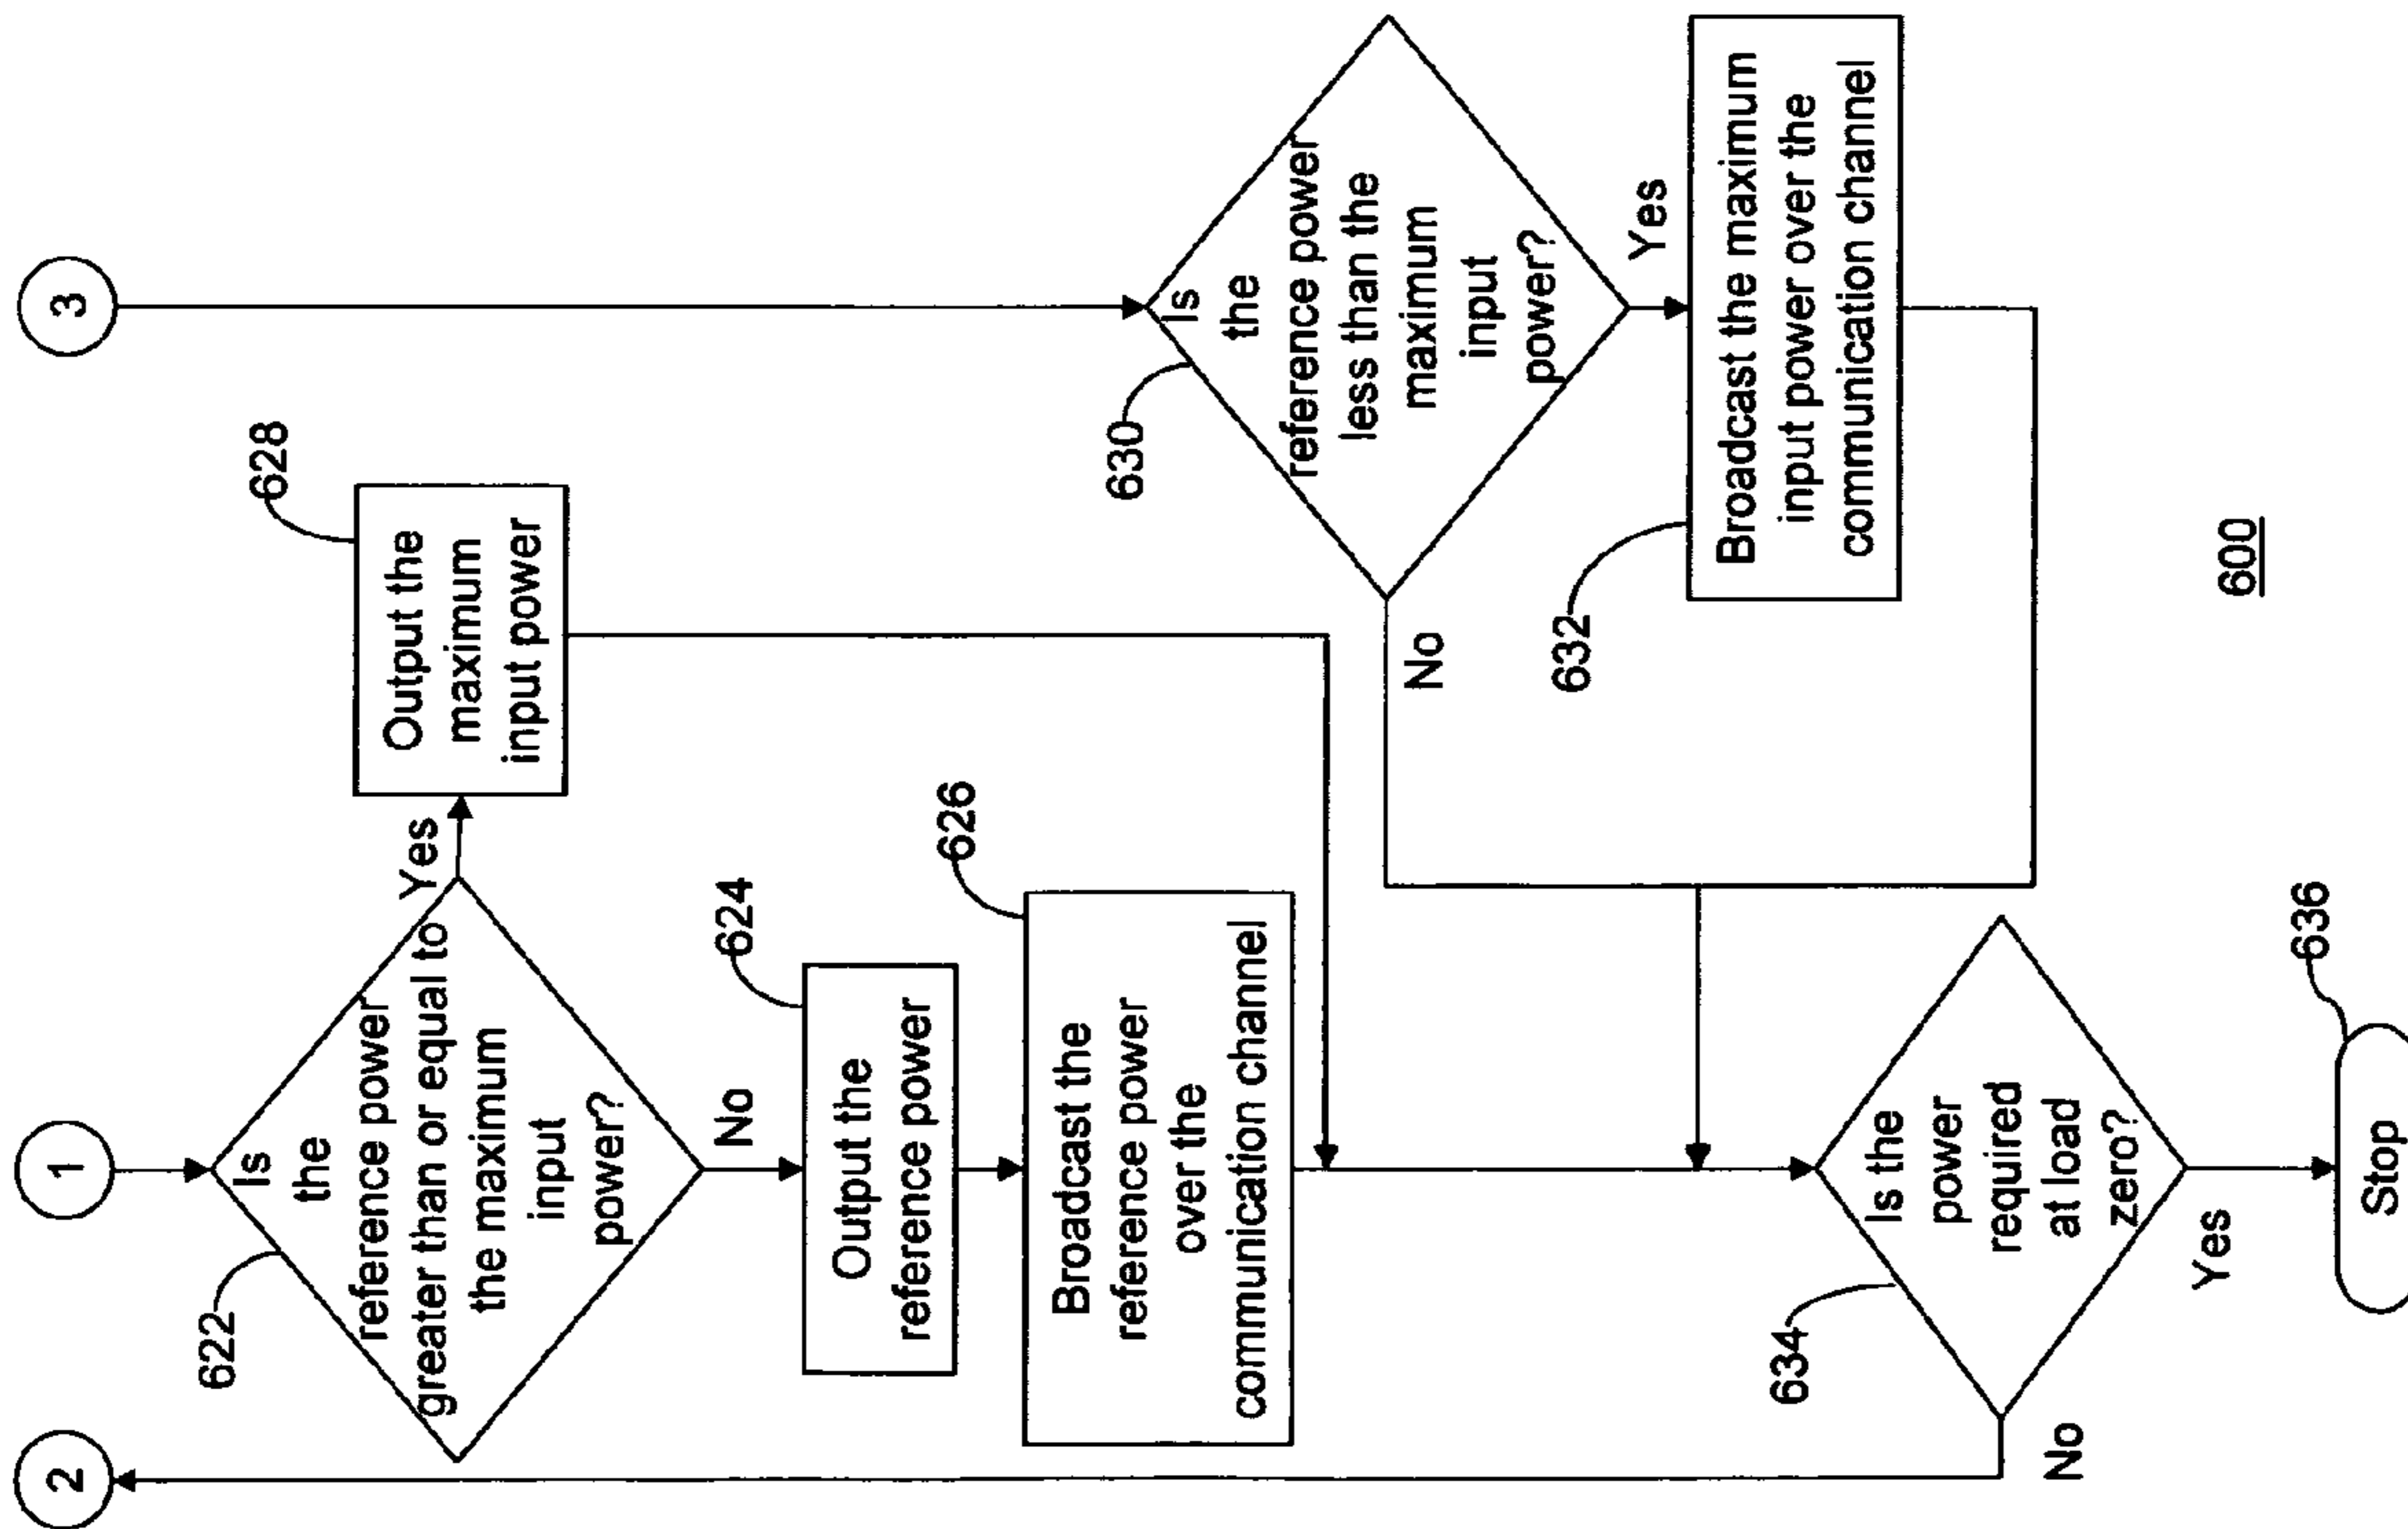 2
1
3
622
Is
the
reference power
greater than or equal to
the maximum
input
power?
Yes
628
Output the
maximum
input power
No
624
Output the
reference power
626
Broadcast the
reference power
over the
communication channel
630
Is
the
reference power
less than the
maximum
input
power?
No
Yes
632
Broadcast the maximum
input power over the
communication channel
634
Is the
power
required
at load
zero?
No
Yes
636
Stop
600